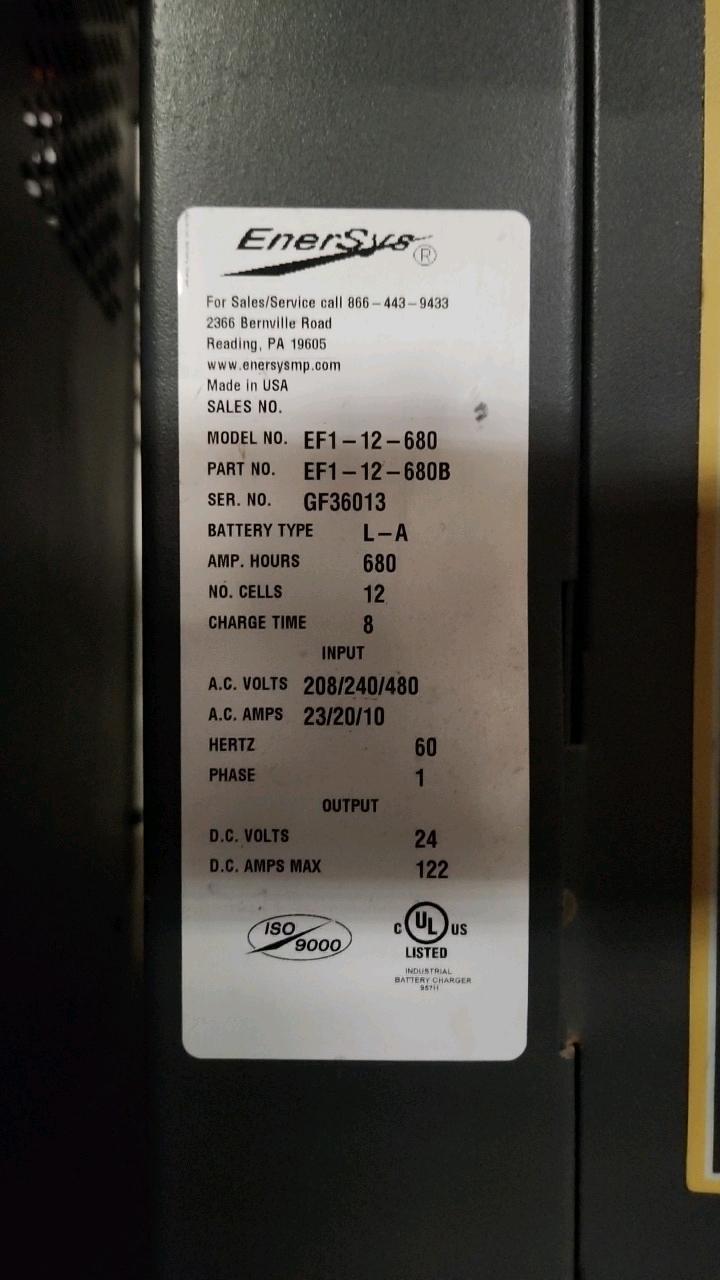 EnerSys®
For Sales/Service call 866-443-9433
2366 Bernville Road
Reading, PA 19605
www.enersysmp.com
Made in USA
SALES NO.
MODEL NO. EF1-12-680
PART NO. EF1-12-680B
SER. NO. GF36013
BATTERY TYPE L-A
AMP. HOURS 680
NO. CELLS 12
CHARGE TIME 8
INPUT
A.C. VOLTS 208/240/480
A.C. AMPS 23/20/10
HERTZ 60
PHASE 1
OUTPUT
D.C. VOLTS 24
D.C. AMPS MAX 122
ISO 9000
C UL US
LISTED
INDUSTRIAL
BATTERY CHARGER